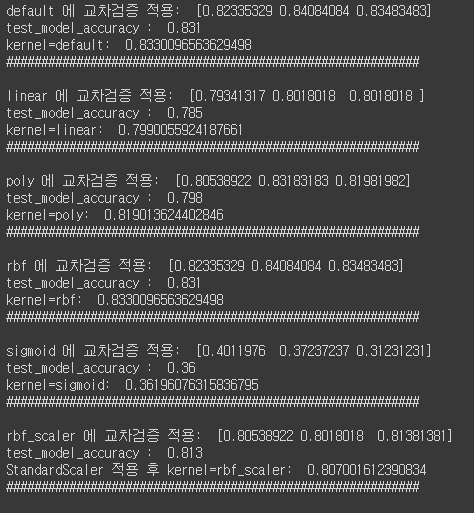 default 에 교차검증 적용:  [0.82335329 0.84084084 0.83483483]
test_model_accuracy :  0.831
kernel=default:  0.8330096563629498
###########################################################
linear 에 교차검증 적용:  [0.79341317 0.8018018  0.8018018 ]
test_model_accuracy :  0.785
kernel=linear:  0.7990055924187661
###########################################################
poly 에 교차검증 적용:  [0.80538922 0.83183183 0.81981982]
test_model_accuracy :  0.798
kernel=poly:  0.819013624402846
###########################################################
rbf 에 교차검증 적용:  [0.82335329 0.84084084 0.83483483]
test_model_accuracy :  0.831
kernel=rbf:  0.8330096563629498
###########################################################
sigmoid 에 교차검증 적용:  [0.4011976  0.37237237 0.31231231]
test_model_accuracy :  0.36
kernel=sigmoid:  0.36196076315836795
###########################################################
rbf_scaler 에 교차검증 적용:  [0.80538922 0.8018018  0.81381381]
test_model_accuracy :  0.813
StandardScaler 적용 후 kernel=rbf_scaler:  0.807001612390834
###########################################################